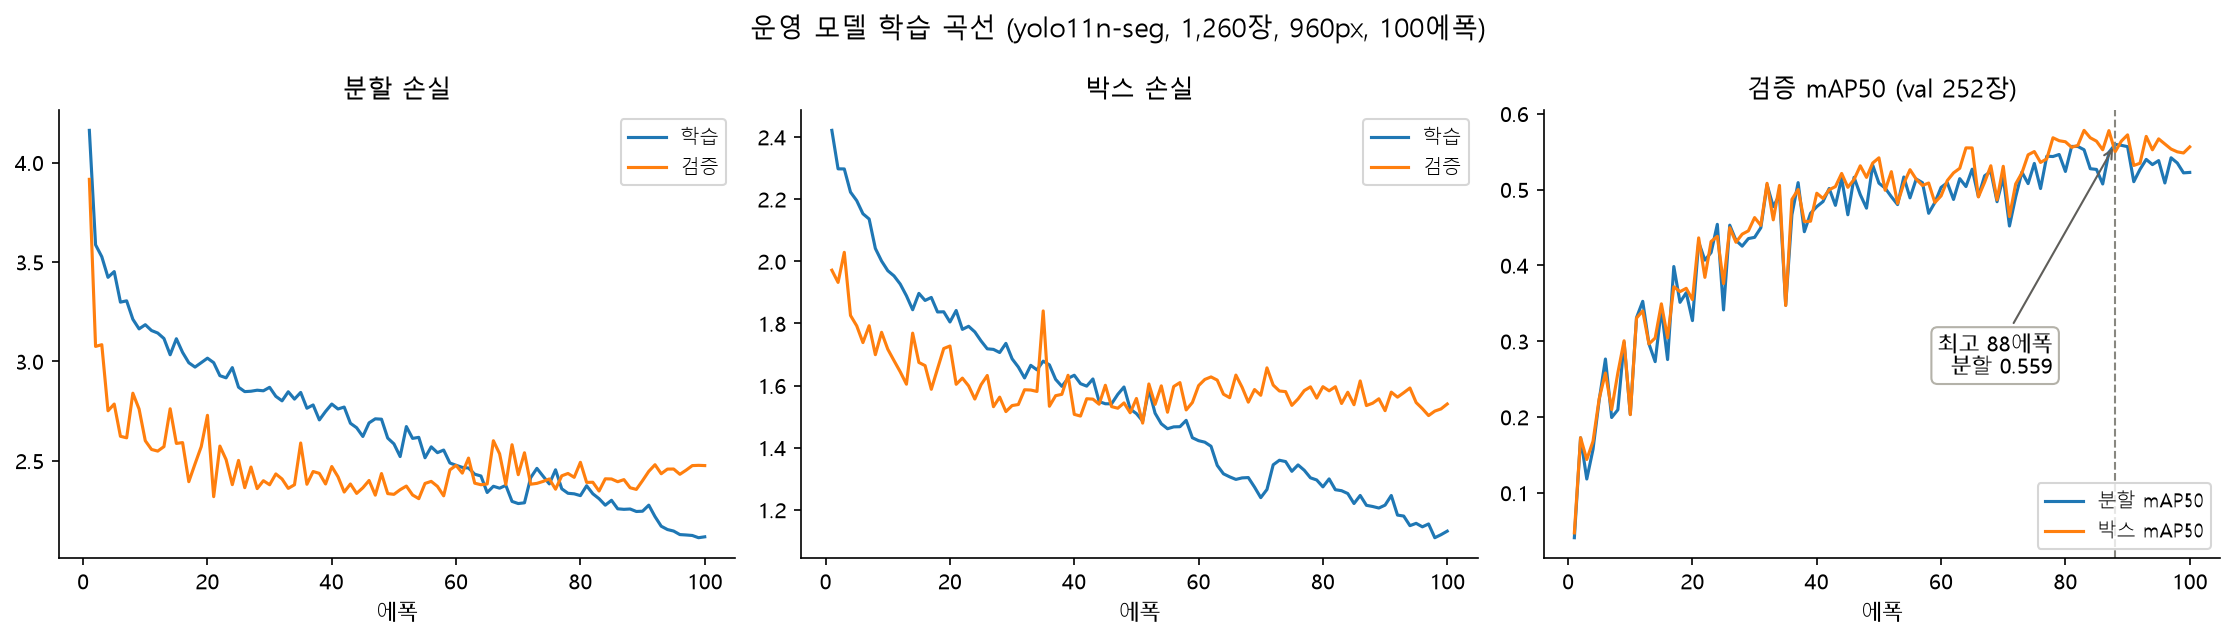 운영 모델 학습 곡선 (yolo11n-seg, 1,260장, 960px, 100에폭)
분할 손실
4.0
3.5
3.0
2.5
0 20 40 60 80 100
에폭
학습
검증
박스 손실
2.4
2.2
2.0
1.8
1.6
1.4
1.2
0 20 40 60 80 100
에폭
학습
검증
검증 mAP50 (val 252장)
0.6
0.5
0.4
0.3
0.2
0.1
0 20 40 60 80 100
에폭
최고 88에폭
분할 0.559
분할 mAP50
박스 mAP50